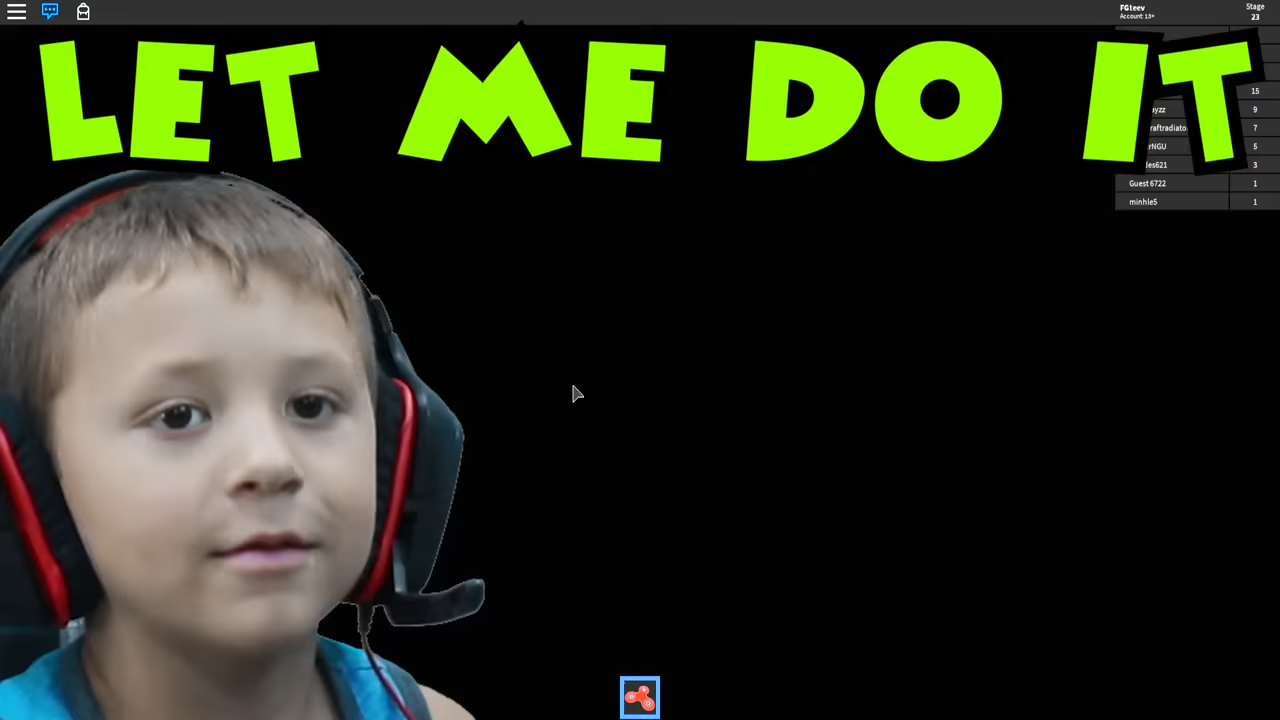 FGteev
Account: 13+
Stage
23
LET ME DO IT
15
9
7
5
3
Guest 6722 1
minhle5 1